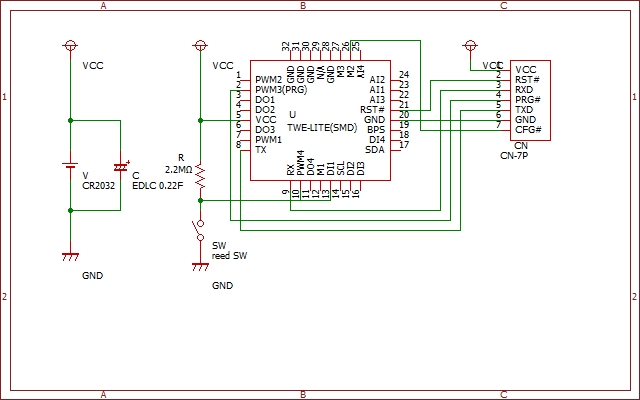 A B C
VCC
VCC
VCC
1
1
2
2
32 31 30 29 28 27 26 25
GND GND GND N/V GND M3 M2 AI4
1 PWM2
2 PWM3(PRG)
3 DO1
4 DO2
5 VCC
6 DO3
7 PWM1
8 TX
U
TWE-LITE(SMD)
AI2 24
AI1 23
AI3 22
RST# 21
GND 20
BPS 19
DI4 18
SDA 17
RX PWM4 DO4 M1 DI1 SCL DI2 DI3
9 10 11 12 13 14 15 16
1 VCC
2 RST#
3 RXD
4 PRG#
5 TXD
6 GND
7 CFG#
CN
CN-7P
R
2.2MΩ
V
CR2032
C
EDLC 0.22F
+
SW
reed SW
GND
GND
A B C